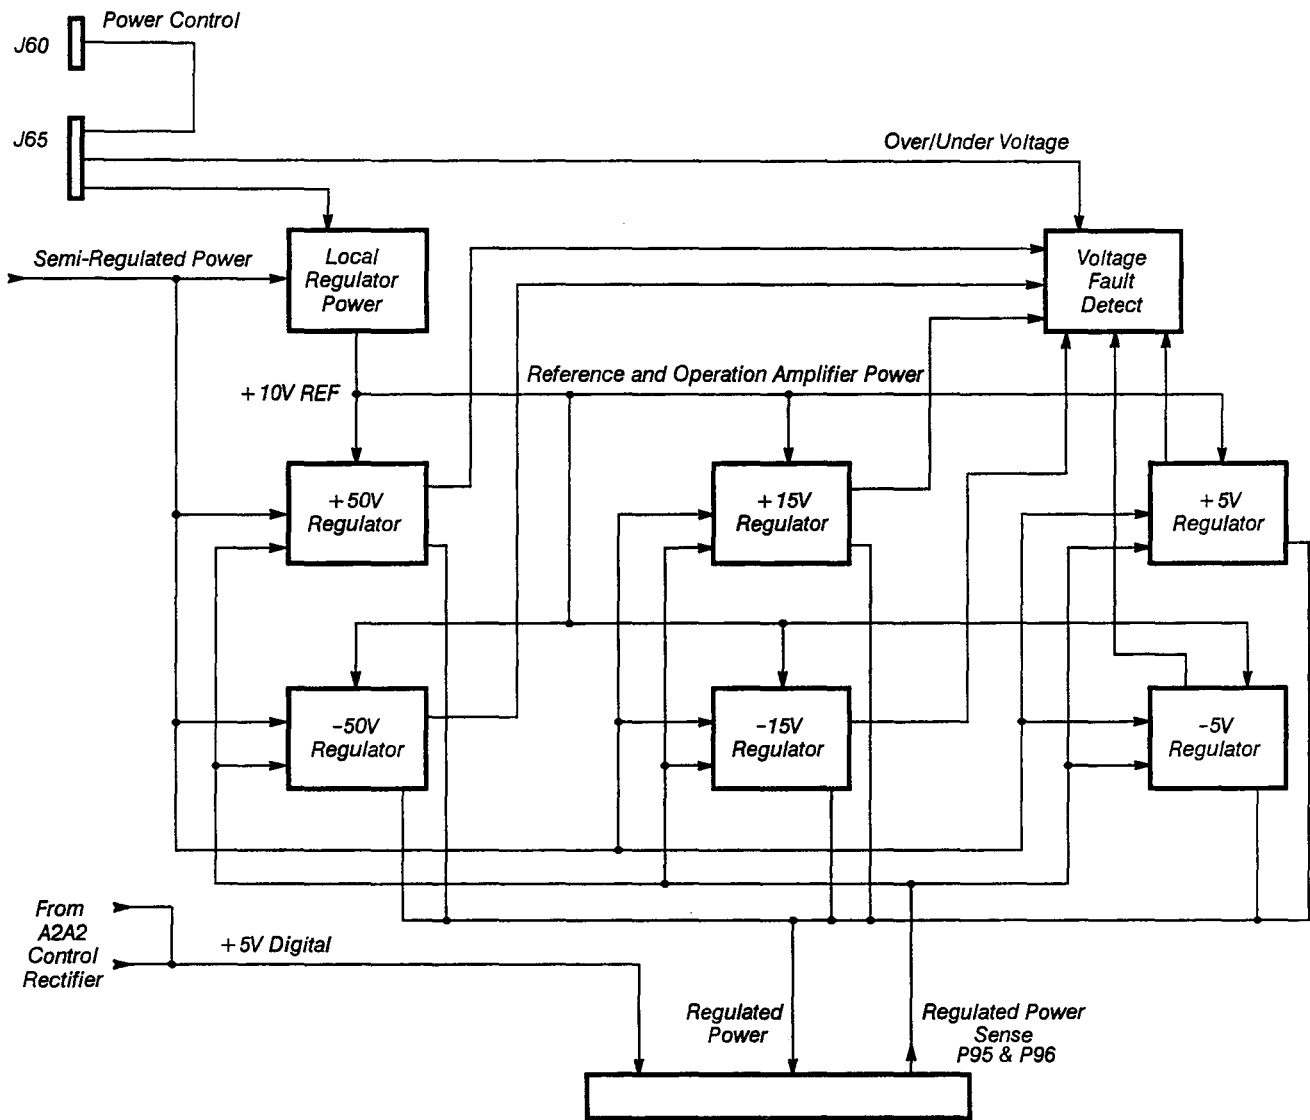 Power Control
J60
J65
Over/Under Voltage
Semi-Regulated Power
Local
Regulator
Power
Voltage
Fault
Detect
+10V REF
Reference and Operation Amplifier Power
+50V
Regulator
+15V
Regulator
+5V
Regulator
-50V
Regulator
-15V
Regulator
-5V
Regulator
From
A2A2
Control
Rectifier
+5V Digital
Regulated
Power
Regulated Power
Sense
P95 & P96